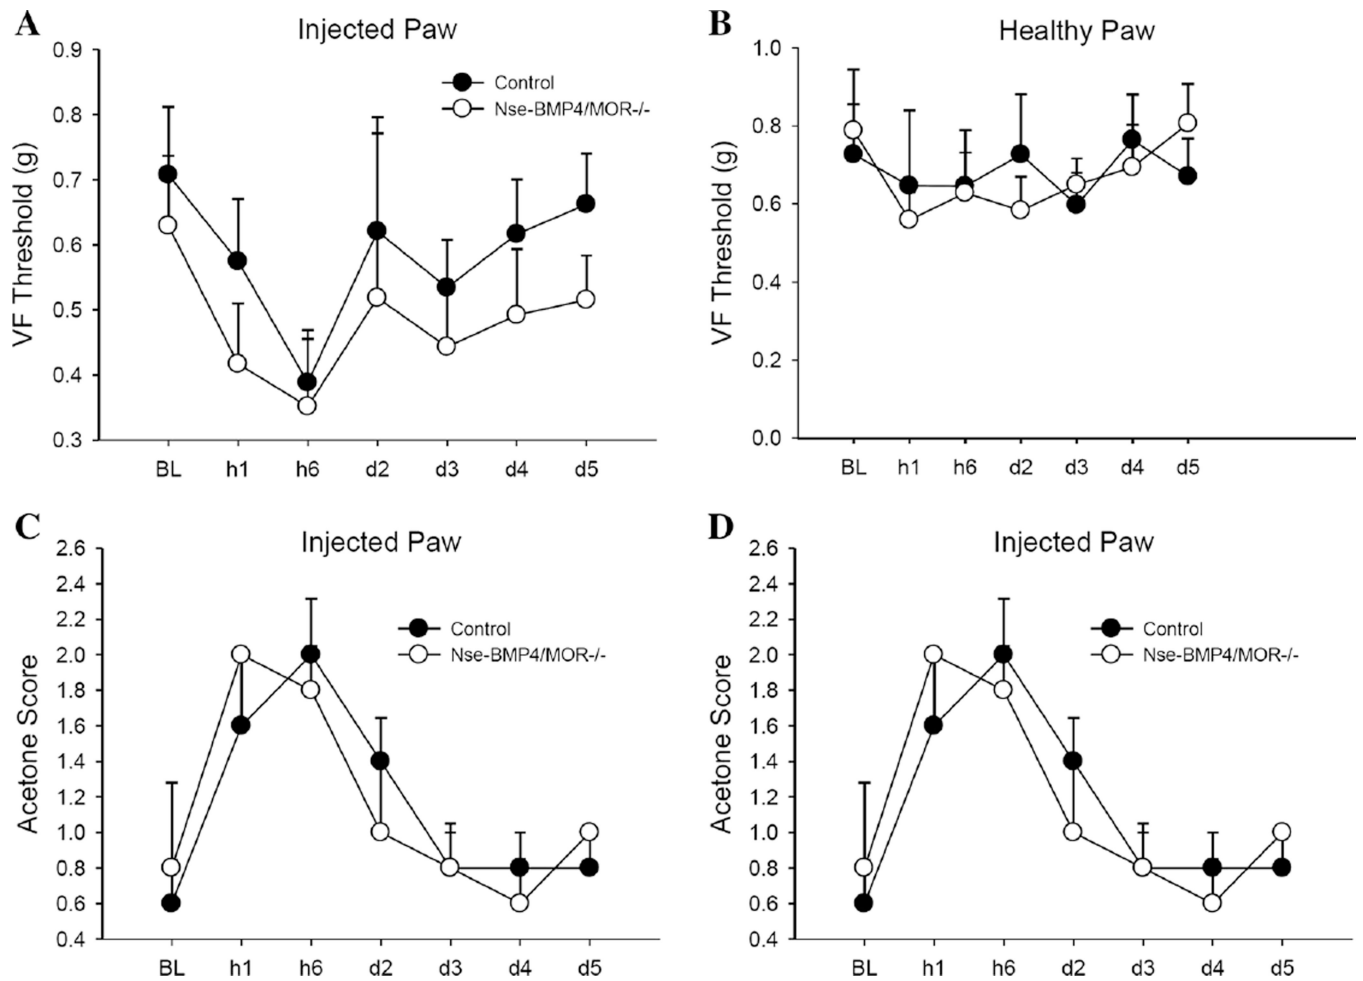 A
Injected Paw
0.9
0.8
0.7
0.6
0.5
0.4
0.3
VF Threshold (g)
Control
Nse-BMP4/MOR-/-
BL h1 h6 d2 d3 d4 d5
B
Healthy Paw
1.0
0.8
0.6
0.4
0.2
0.0
VF Threshold (g)
BL h1 h6 d2 d3 d4 d5
C
Injected Paw
2.6
2.4
2.2
2.0
1.8
1.6
1.4
1.2
1.0
0.8
0.6
0.4
Acetone Score
Control
Nse-BMP4/MOR-/-
BL h1 h6 d2 d3 d4 d5
D
Injected Paw
2.6
2.4
2.2
2.0
1.8
1.6
1.4
1.2
1.0
0.8
0.6
0.4
Acetone Score
Control
Nse-BMP4/MOR-/-
BL h1 h6 d2 d3 d4 d5